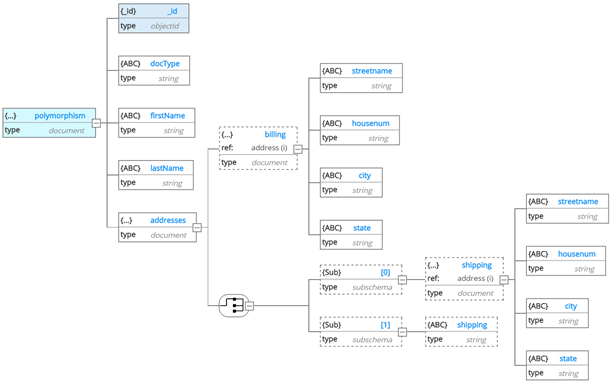 {_id} _id
type objectId
{ABC} docType
type string
{...} polymorphism
type document
{ABC} firstName
type string
{ABC} lastName
type string
{...} addresses
type document
{...} billing
ref: address (i)
type document
{ABC} streetname
type string
{ABC} housenum
type string
{ABC} city
type string
{ABC} state
type string
{Sub} [0]
type subschema
{Sub} [1]
type subschema
{...} shipping
ref: address (i)
type document
{ABC} shipping
type string
{ABC} streetname
type string
{ABC} housenum
type string
{ABC} city
type string
{ABC} state
type string